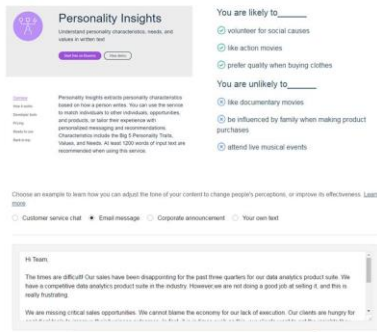 Personality Insights
Understand personality characteristics, needs, and
values in written text
You are likely to______
volunteer for social causes
like action movies
prefer quality when buying clothes
You are unlikely to______
like documentary movies
be influenced by family when making product
purchases
attend live musical events
Personality Insights extracts personality characteristics
based on how a person writes. You can use the service
to match individuals to other individuals, opportunities,
and products, or tailor their experience with
personalized messaging and recommendations.
Characteristics include the Big 5 Personality Traits,
Values, and Needs. At least 1200 words of input text are
recommended when using this service.
Choose an example to learn how you can adjust the tone of your content to change people's perceptions, or improve its effectiveness. Learn
more
Customer service chat Email message Corporate announcement Your own text
Hi Team,
The times are difficult! Our sales have been disappointing for the past three quarters for our data analytics product suite. We
have a competitive data analytics product suite in the industry. However,we are not doing a good job at selling it, and this is
really frustrating.
We are missing critical sales opportunities. We cannot blame the economy for our lack of execution. Our clients are hungry for